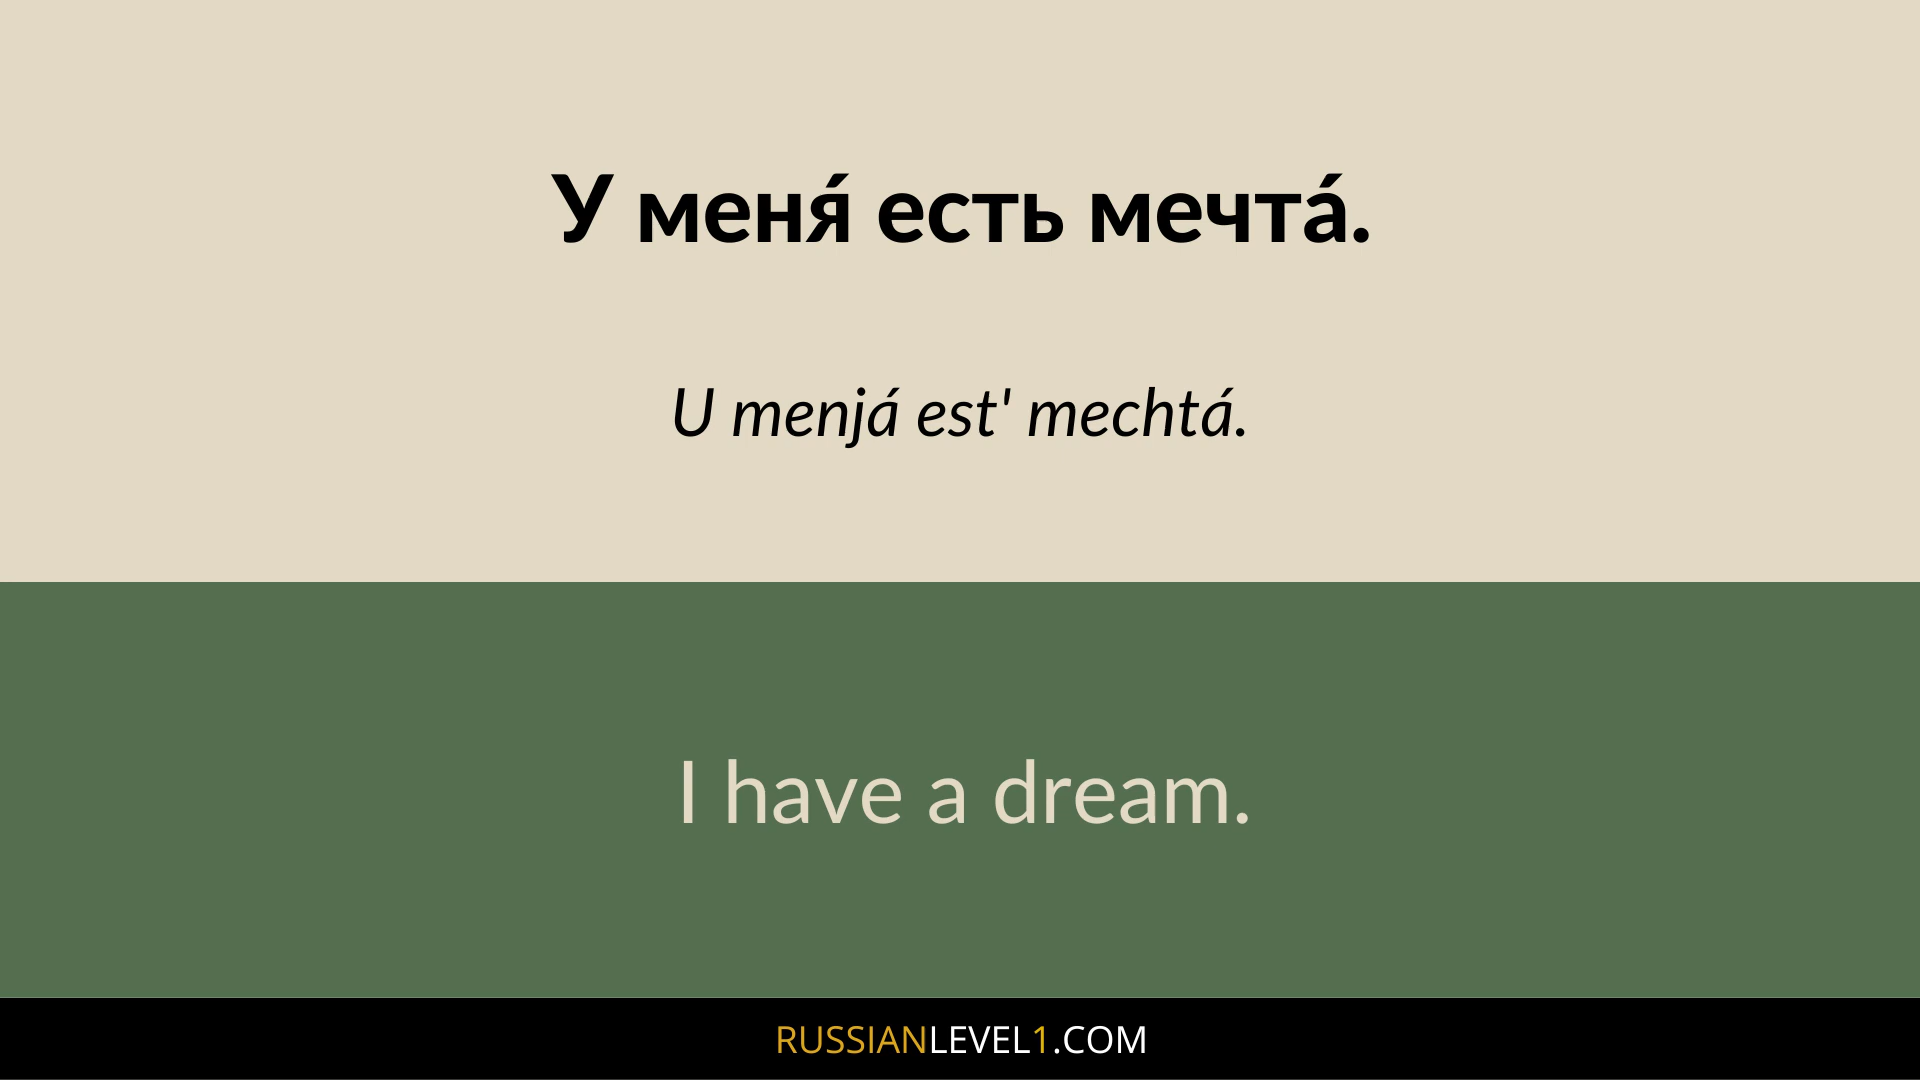 У меня́ есть мечта́.
U menjá est' mechtá.
I have a dream.
RUSSIANLEVEL1.COM